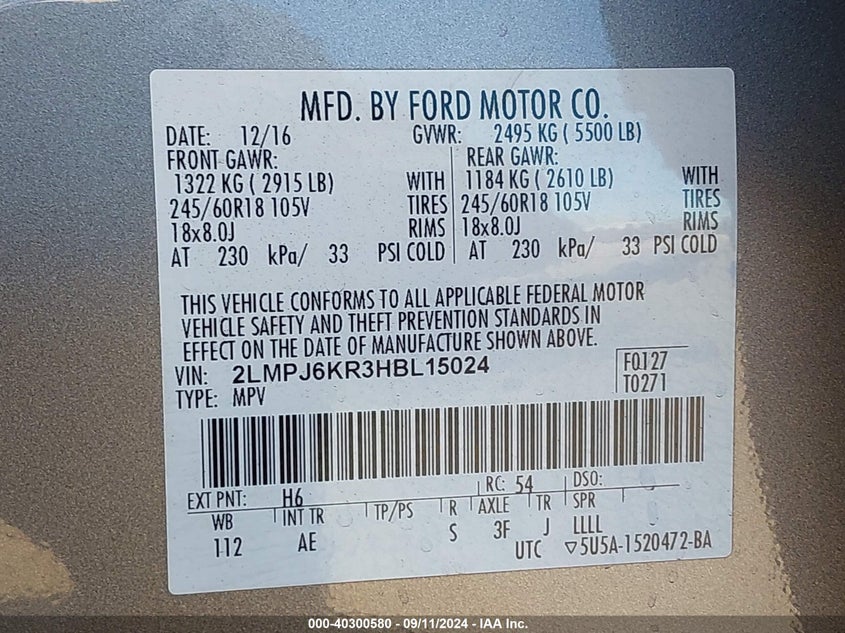 MFD. BY FORD MOTOR CO.
DATE: 12/16 GVWR: 2495 KG ( 5500 LB)
FRONT GAWR: REAR GAWR:
1322 KG ( 2915 LB) WITH 1184 KG ( 2610 LB) WITH
245/60R18 105V TIRES 245/60R18 105V TIRES
18x8.0J RIMS 18x8.0J RIMS
AT 230 kPa/ 33 PSI COLD AT 230 kPa/ 33 PSI COLD
THIS VEHICLE CONFORMS TO ALL APPLICABLE FEDERAL MOTOR
VEHICLE SAFETY AND THEFT PREVENTION STANDARDS IN
EFFECT ON THE DATE OF MANUFACTURE SHOWN ABOVE.
VIN: 2LMPJ6KR3HBL15024 F0127
TYPE: MPV T0271
EXT PNT: H6 RC: 54 DSO:
WB INT TR TP/PS R AXLE TR SPR
112 AE S 3F J LLLL
UTC ▽5U5A-1520472-BA
000-40300580 - 09/11/2024 - IAA Inc.